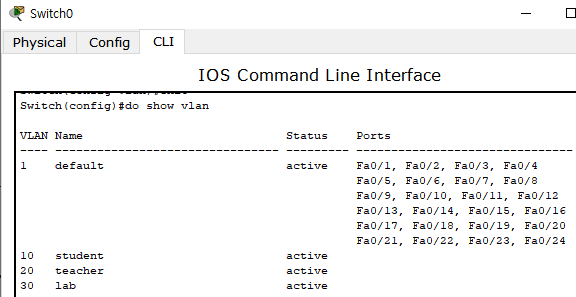 Switch0
Physical Config CLI
IOS Command Line Interface
Switch(config)#do show vlan
VLAN Name Status Ports
---- -------------------------------- --------- -------------------------------
1 default active Fa0/1, Fa0/2, Fa0/3, Fa0/4
Fa0/5, Fa0/6, Fa0/7, Fa0/8
Fa0/9, Fa0/10, Fa0/11, Fa0/12
Fa0/13, Fa0/14, Fa0/15, Fa0/16
Fa0/17, Fa0/18, Fa0/19, Fa0/20
Fa0/21, Fa0/22, Fa0/23, Fa0/24
10 student active
20 teacher active
30 lab active